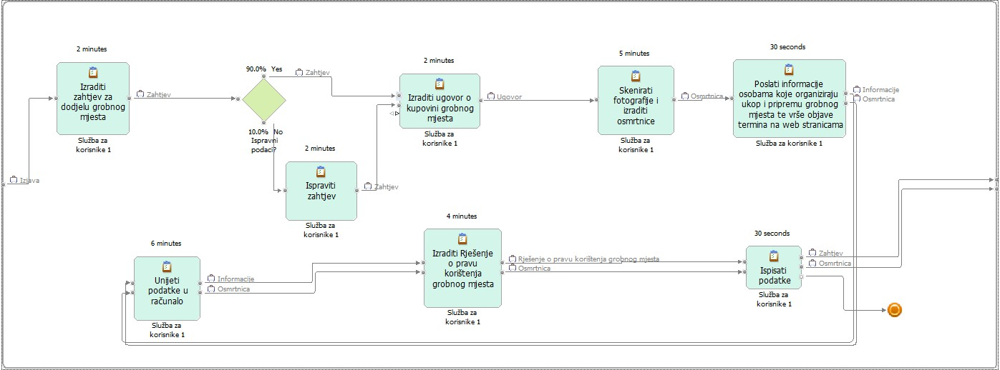 2 minutes
Izraditi
zahtjev za
dodjelu grobnog
mjesta
Služba za
korisnike 1
Izjava
Zahtjev
90.0% Yes
10.0% No
Ispravni
podaci?
Zahtjev
2 minutes
Ispraviti
zahtjev
Služba za
korisnike 1
Zahtjev
2 minutes
Izraditi ugovor o
kupovini grobnog
mjesta
Služba za
korisnike 1
Ugovor
5 minutes
Skenirati
fotografije i
izraditi
osmrtnice
Služba za
korisnike 1
Osmrtnica
30 seconds
Poslati informacije
osobama koje organiziraju
ukop i pripremu grobnog
mjesta te vrše objave
termina na web stranicama
Služba za korisnike 1
Informacije
Osmrtnica
6 minutes
Unijeti
podatke u
računalo
Služba za
korisnike 1
Informacije
Osmrtnica
4 minutes
Izraditi Rješenje
o pravu
korištenja
grobnog mjesta
Služba za
korisnike 1
Rješenje o pravu korištenja grobnog mjesta
Osmrtnica
30 seconds
Ispisati
podatke
Služba za
korisnike 1
Zahtjev
Osmrtnica